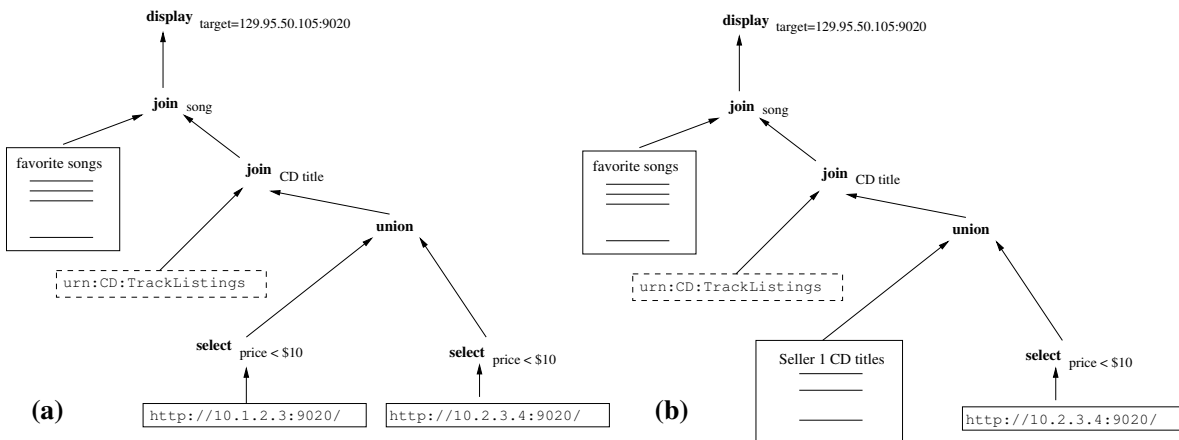 display target=129.95.50.105:9020
join song
favorite songs
join CD title
union
urn:CD:TrackListings
select price < $10
select price < $10
(a)
http://10.1.2.3:9020/
http://10.2.3.4:9020/
display target=129.95.50.105:9020
join song
favorite songs
join CD title
union
urn:CD:TrackListings
Seller 1 CD titles
select price < $10
(b)
http://10.2.3.4:9020/